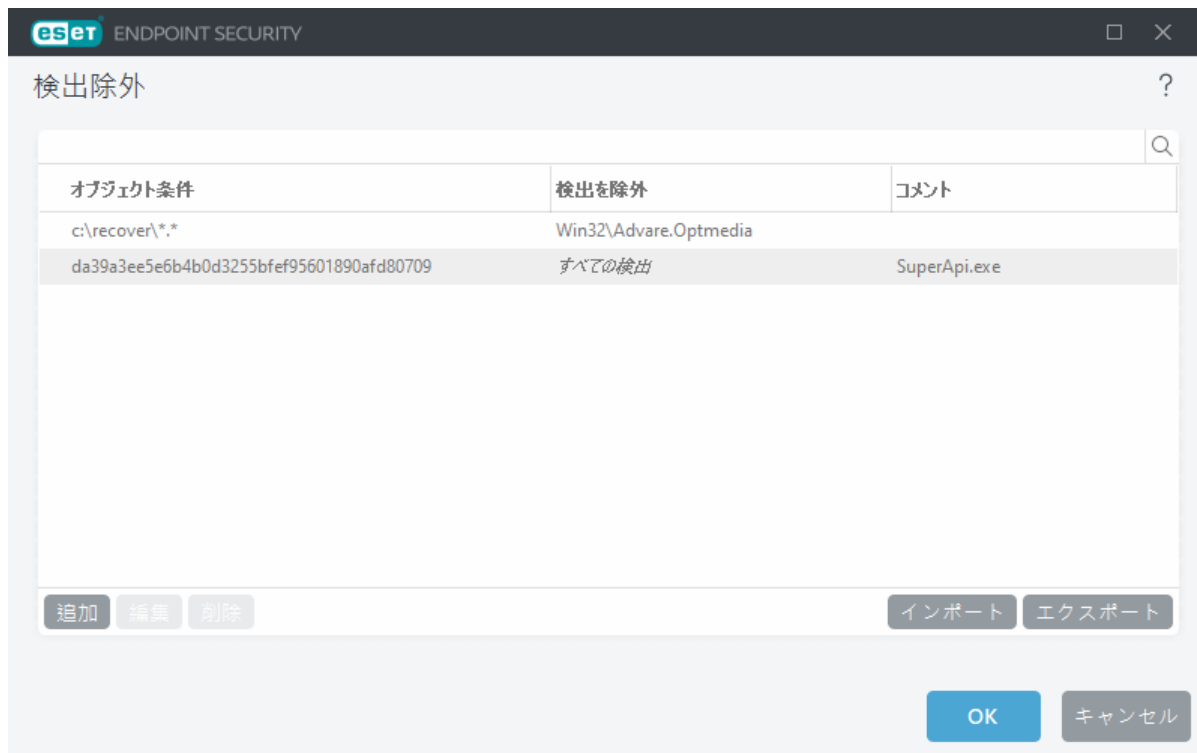 eset ENDPOINT SECURITY
検出除外
?
オブジェクト条件 検出を除外 コメント
c:\recover\*.* Win32\Advare.Optmedia
da39a3ee5e6b4b0d3255bfef95601890afd80709 すべての検出 SuperApi.exe
追加 編集 削除 インポート エクスポート
OK キャンセル